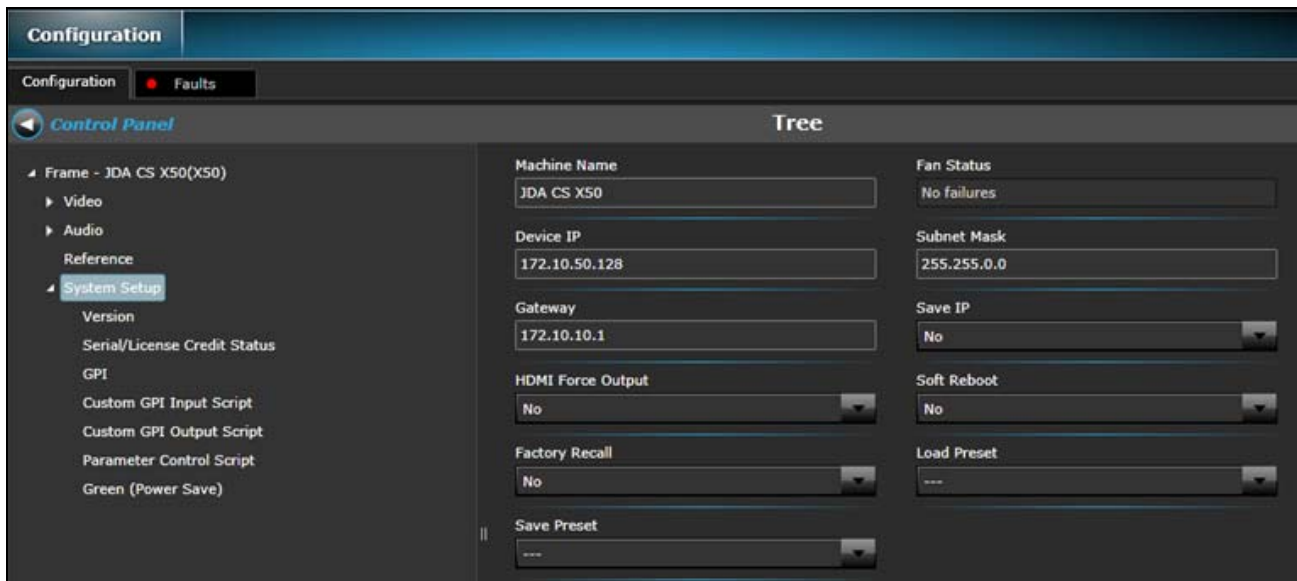 Configuration
Configuration
Faults
Control Panel
Tree
Frame - JDA CS X50(X50)
Video
Audio
Reference
System Setup
Version
Serial/License Credit Status
GPI
Custom GPI Input Script
Custom GPI Output Script
Parameter Control Script
Green (Power Save)
Machine Name
JDA CS X50
Fan Status
No failures
Device IP
172.10.50.128
Subnet Mask
255.255.0.0
Gateway
172.10.10.1
Save IP
No
HDMI Force Output
No
Soft Reboot
No
Factory Recall
No
Load Preset
---
Save Preset
---